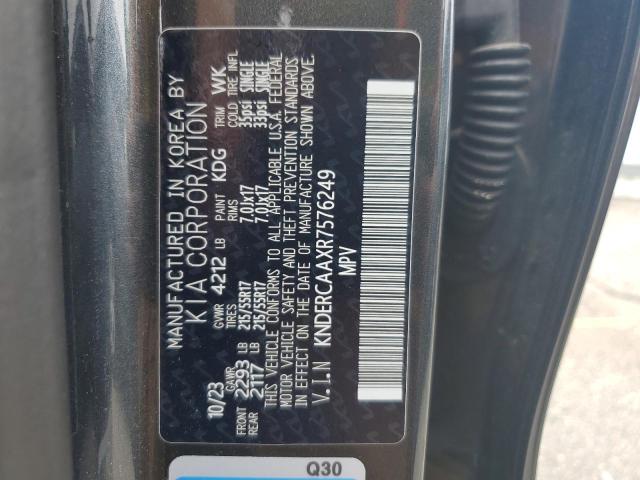 MANUFACTURED IN KOREA BY
KIA CORPORATION
10/23 GVWR 4212 LB PAINT KDG TRIM WK
GAWR TIRES RIMS COLD TIRE INFL
FRONT 2293 LB 215/55R17 7.0JX17 35psi SINGLE
REAR 2117 LB 215/55R17 7.0JX17 33psi SINGLE
THIS VEHICLE CONFORMS TO ALL APPLICABLE U.S.A. FEDERAL
MOTOR VEHICLE SAFETY AND THEFT PREVENTION STANDARDS
IN EFFECT ON THE DATE OF MANUFACTURE SHOWN ABOVE.
V.I.N KNDERCAAXR7576249
MPV
Q30